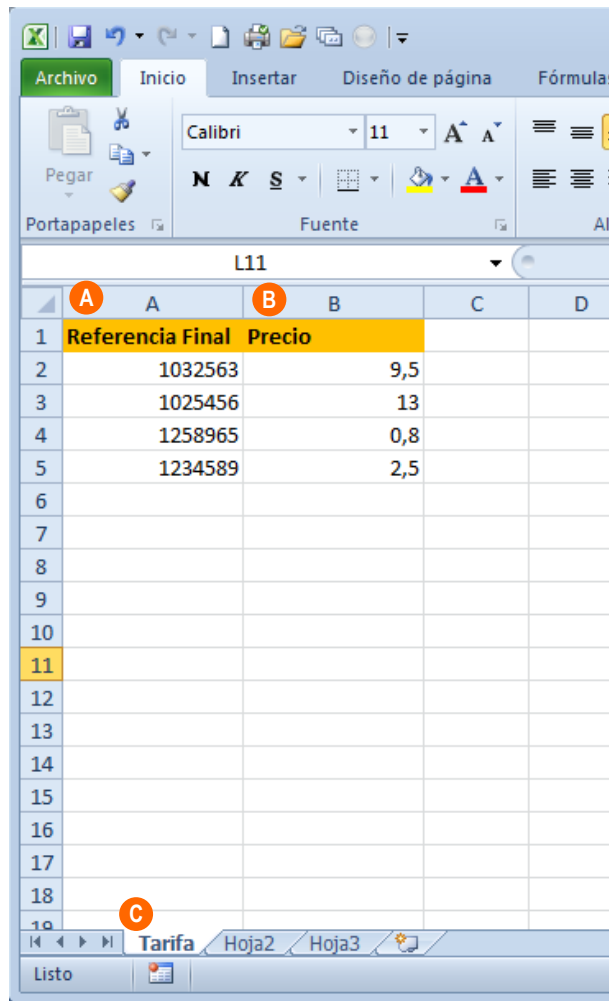 Archivo Inicio Insertar Diseño de página Fórmulas
Calibri 11 A A
Pegar N K S A
Portapapeles Fuente Al
L11
A B
A B C D
1 Referencia Final Precio
2 1032563 9,5
3 1025456 13
4 1258965 0,8
5 1234589 2,5
6
7
8
9
10
11
12
13
14
15
16
17
18
19
C
Tarifa Hoja2 Hoja3
Listo